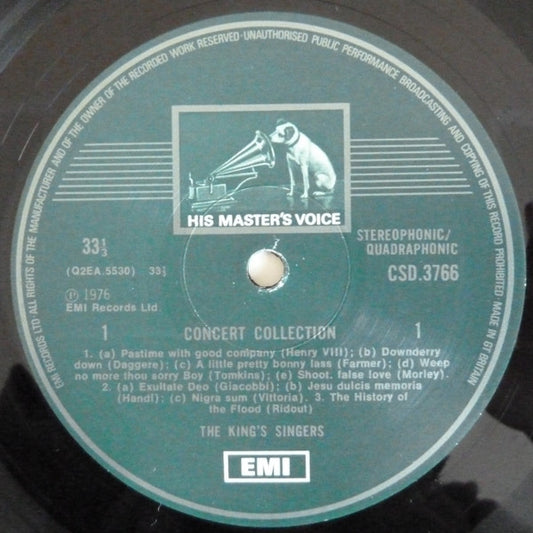 EMI RECORDS LTD ALL RIGHTS OF THE MANUFACTURER AND OF THE OWNER OF THE RECORDED WORK RESERVED·UNAUTHORISED PUBLIC PERFORMANCE BROADCASTING AND COPYING OF THIS RECORD PROHIBITED MADE IN GT BRITAIN
HIS MASTER'S VOICE
33⅓
STEREOPHONIC/
QUADRAPHONIC
(Q2EA.5530) 33⅓
CSD.3766
℗ 1976
EMI Records Ltd.
1 CONCERT COLLECTION 1
1. (a) Pastime with good company (Henry VIII); (b) Downderry
down (Daggere); (c) A little pretty bonny lass (Farmer); (d) Weep
no more thou sorry Boy (Tomkins); (e) Shoot. false love (Morley).
2. (a) Exultate Deo (Giacobbi); (b) Jesu dulcis memoria
(Handl); (c) Nigra sum (Vittoria). 3. The History of
the Flood (Ridout)
THE KING'S SINGERS
EMI